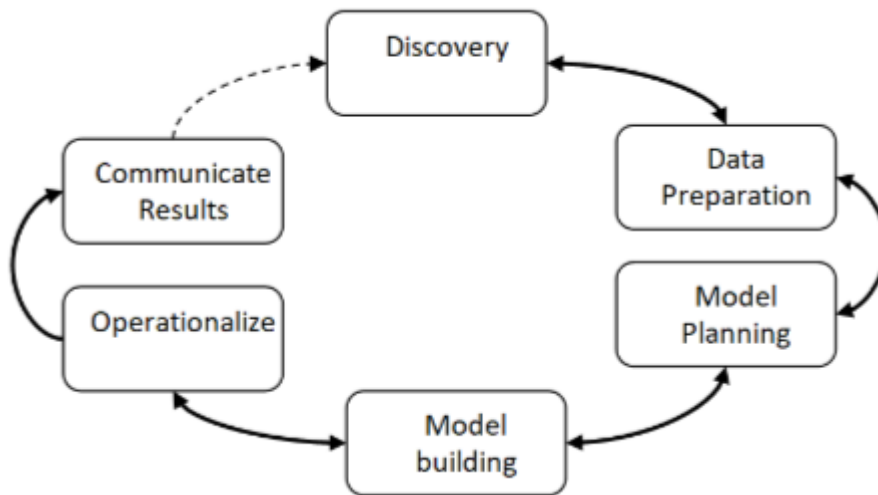 Discovery
Data
Preparation
Model
Planning
Model
building
Operationalize
Communicate
Results